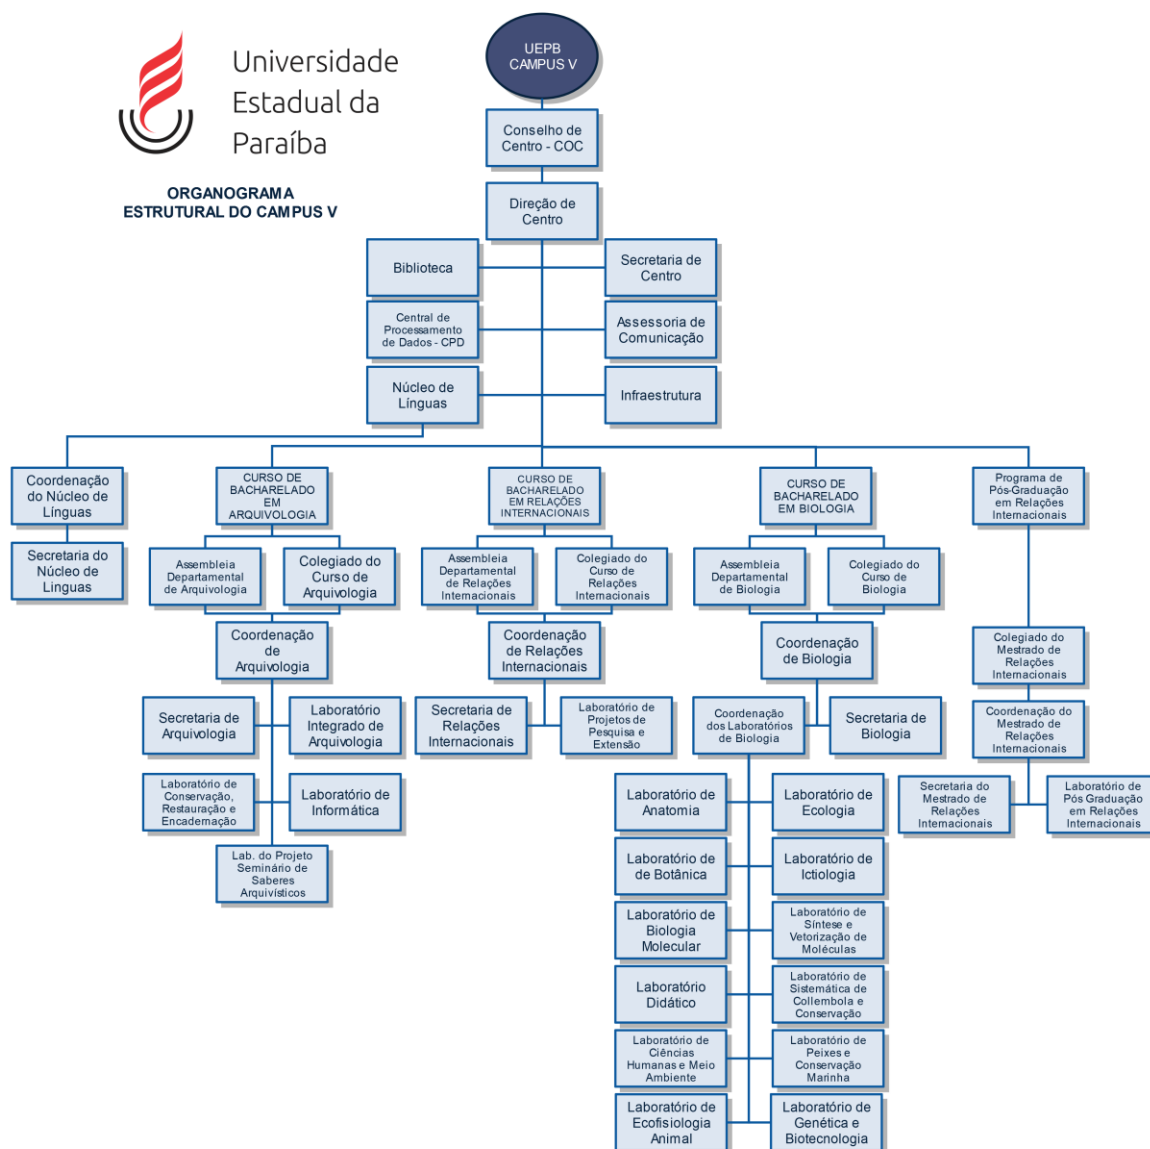 Universidade
Estadual da
Paraíba
ORGANOGRAMA
ESTRUTURAL DO CAMPUS V
UEPB
CAMPUS V
Conselho de
Centro - COC
Direção de
Centro
Biblioteca
Secretaria de
Centro
Central de
Processamento
de Dados - CPD
Assessoria de
Comunicação
Núcleo de
Línguas
Infraestrutura
Coordenação
do Núcleo de
Línguas
Secretaria do
Núcleo de
Linguas
CURSO DE
BACHARELADO
EM
ARQUIVOLOGIA
Assembleia
Departamental
de Arquivologia
Colegiado do
Curso de
Arquivologia
Coordenação
de
Arquivologia
Secretaria de
Arquivologia
Laboratório
Integrado de
Arquivologia
Laboratório de
Conservação,
Restauração e
Encadernação
Laboratório de
Informática
Lab. do Projeto
Seminário de
Saberes
Arquivísticos
CURSO DE
BACHARELADO
EM RELAÇÕES
INTERNACIONAIS
Assembleia
Departamental
de Relações
Internacionais
Colegiado do
Curso de
Relações
Internacionais
Coordenação
de Relações
Internacionais
Secretaria de
Relações
Internacionais
Laboratório de
Projetos de
Pesquisa e
Extensão
CURSO DE
BACHARELADO
EM BIOLOGIA
Assembleia
Departamental
de Biologia
Colegiado do
Curso de
Biologia
Coordenação
de Biologia
Coordenação
dos Laboratórios
de Biologia
Secretaria de
Biologia
Laboratório de
Anatomia
Laboratório de
Ecologia
Laboratório de
de Botânica
Laboratório de
Ictiologia
Laboratório de
Biologia
Molecular
Laboratório de
Síntese e
Vetorização de
Moléculas
Laboratório
Didático
Laboratório de
Sistemática de
Collembola e
Conservação
Laboratório de
Ciências
Humanas e Meio
Ambiente
Laboratório de
Peixes e
Conservação
Marinha
Laboratório de
Ecofisiologia
Animal
Laboratório de
Genética e
Biotecnologia
Programa de
Pós-Graduação
em Relações
Internacionais
Colegiado do
Mestrado de
Relações
Internacionais
Coordenação do
Mestrado de
Relações
Internacionais
Secretaria do
Mestrado de
Relações
Internacionais
Laboratório de
Pós Graduação
em Relações
Internacionais